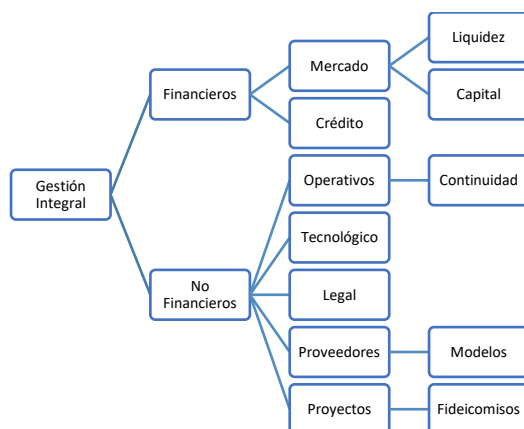 Liquidez
Mercado
Financieros
Capital
Crédito
Gestión
Integral
Operativos
Continuidad
Tecnológico
No
Financieros
Legal
Proveedores
Modelos
Proyectos
Fideicomisos